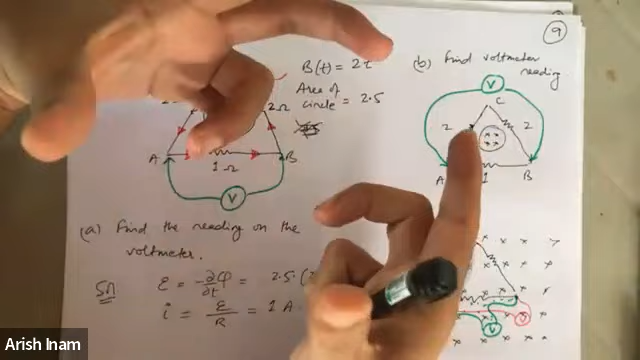 9
B(t) = 2t
Area of
circle = 2.5
(b) Find voltmeter
reading
V
C
2
2
A
1
B
2Ω
A
B
1 Ω
V
(a) Find the reading on the
voltmeter.
Sol
ε = -∂φ/∂t = 2.5 (2
i = ε/R = 1 A
V
V
Arish Inam